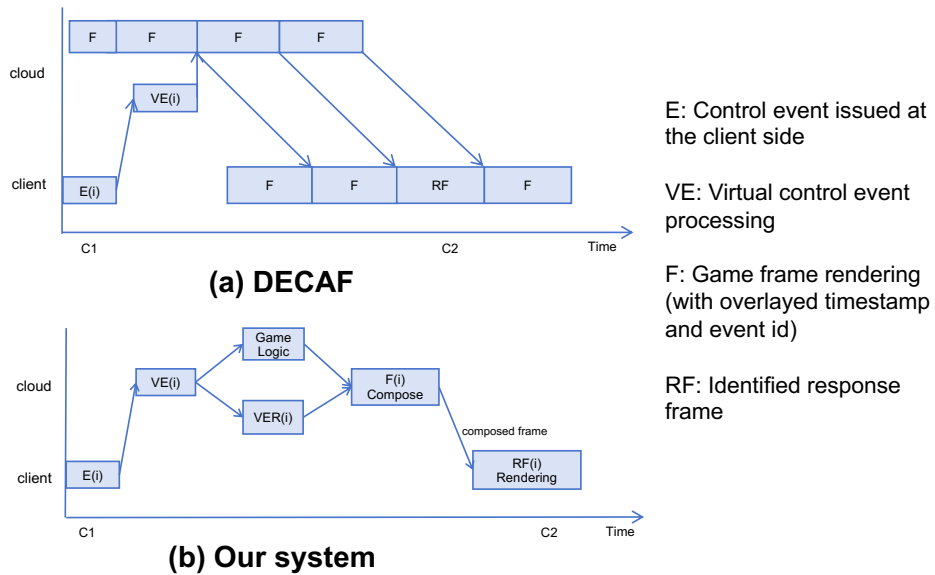 F F F F
cloud
VE(i)
client
E(i)
F F RF F
C1 C2 Time
(a) DECAF
Game
Logic
cloud
VE(i)
F(i)
Compose
VER(i)
composed frame
client
E(i)
RF(i)
Rendering
C1 C2 Time
(b) Our system
E: Control event issued at
the client side
VE: Virtual control event
processing
F: Game frame rendering
(with overlayed timestamp
and event id)
RF: Identified response
frame